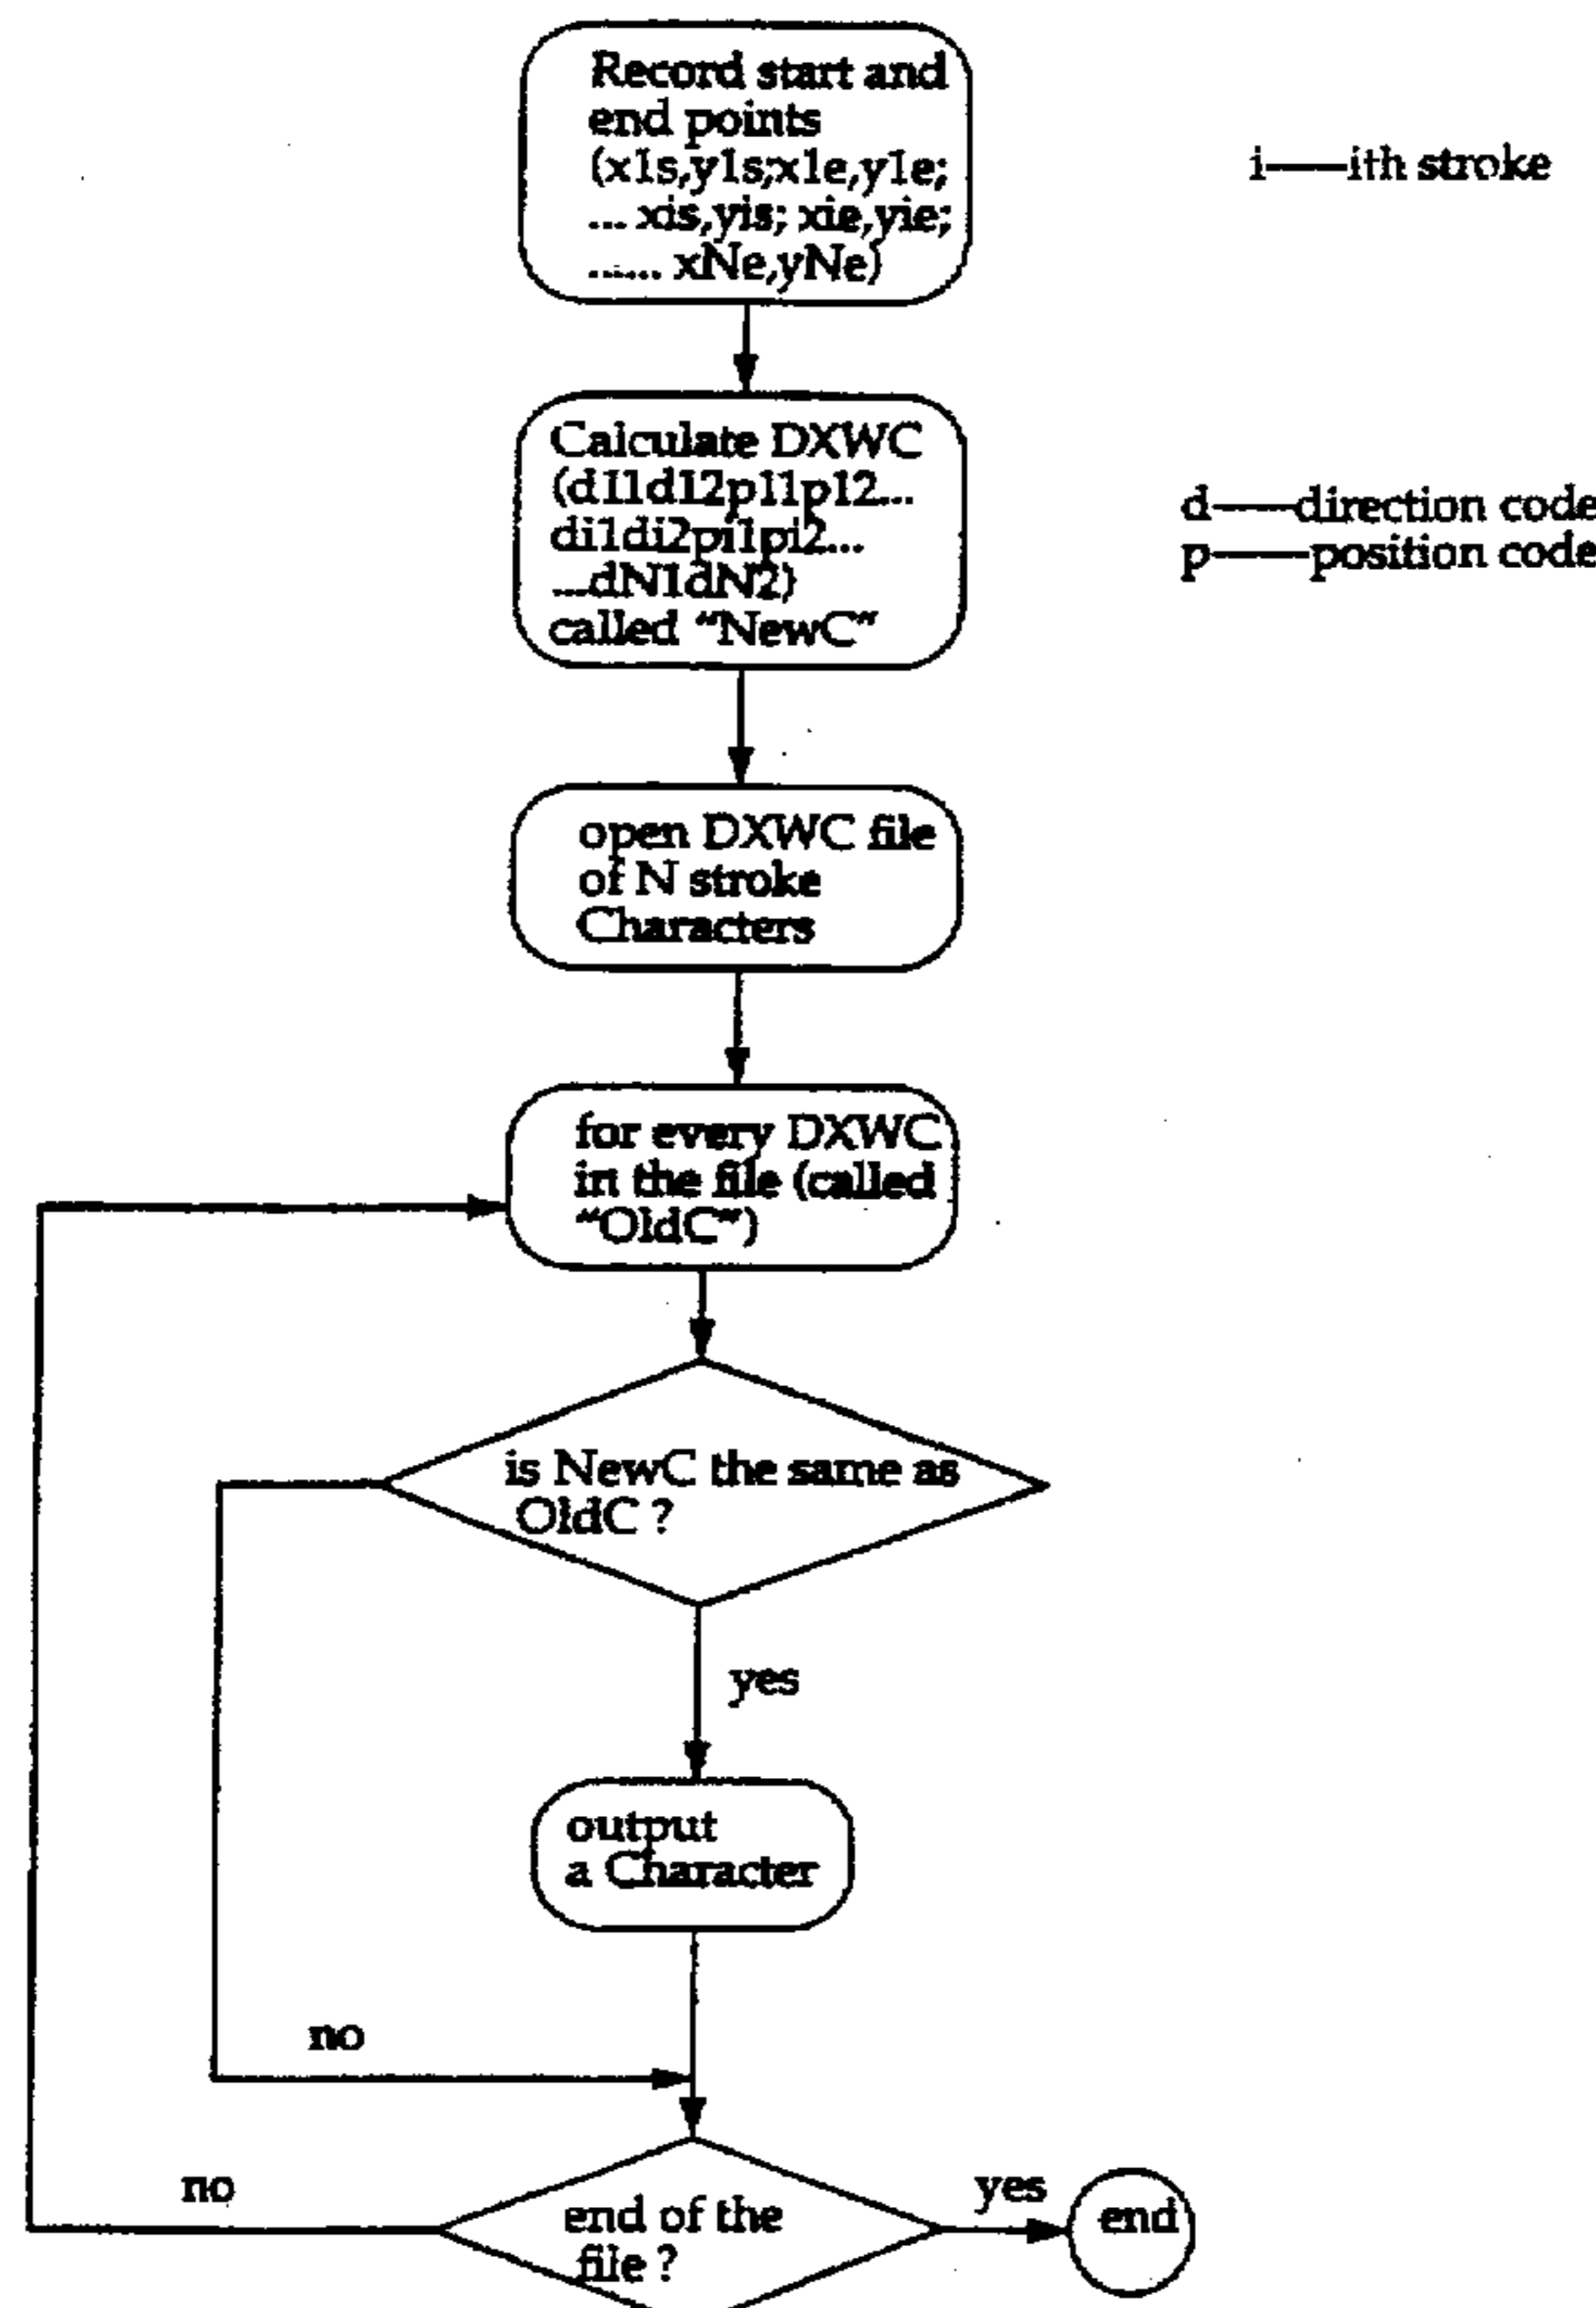 Record start and
end points
(x1s,y1s;x1e,y1e;
... xis,yis; xie,yie;
....... xNe,yNe)
i——ith stroke
Calculate DXWC
(d11d12p11p12...
di1di2pi1pi2...
...dN1dN2)
called "NewC"
d——direction code
p——position code
open DXWC file
of N stroke
Characters
for every DXWC
in the file (called
"OldC")
is NewC the same as
OldC ?
yes
output
a Character
no
no
end of the
file ?
yes
end